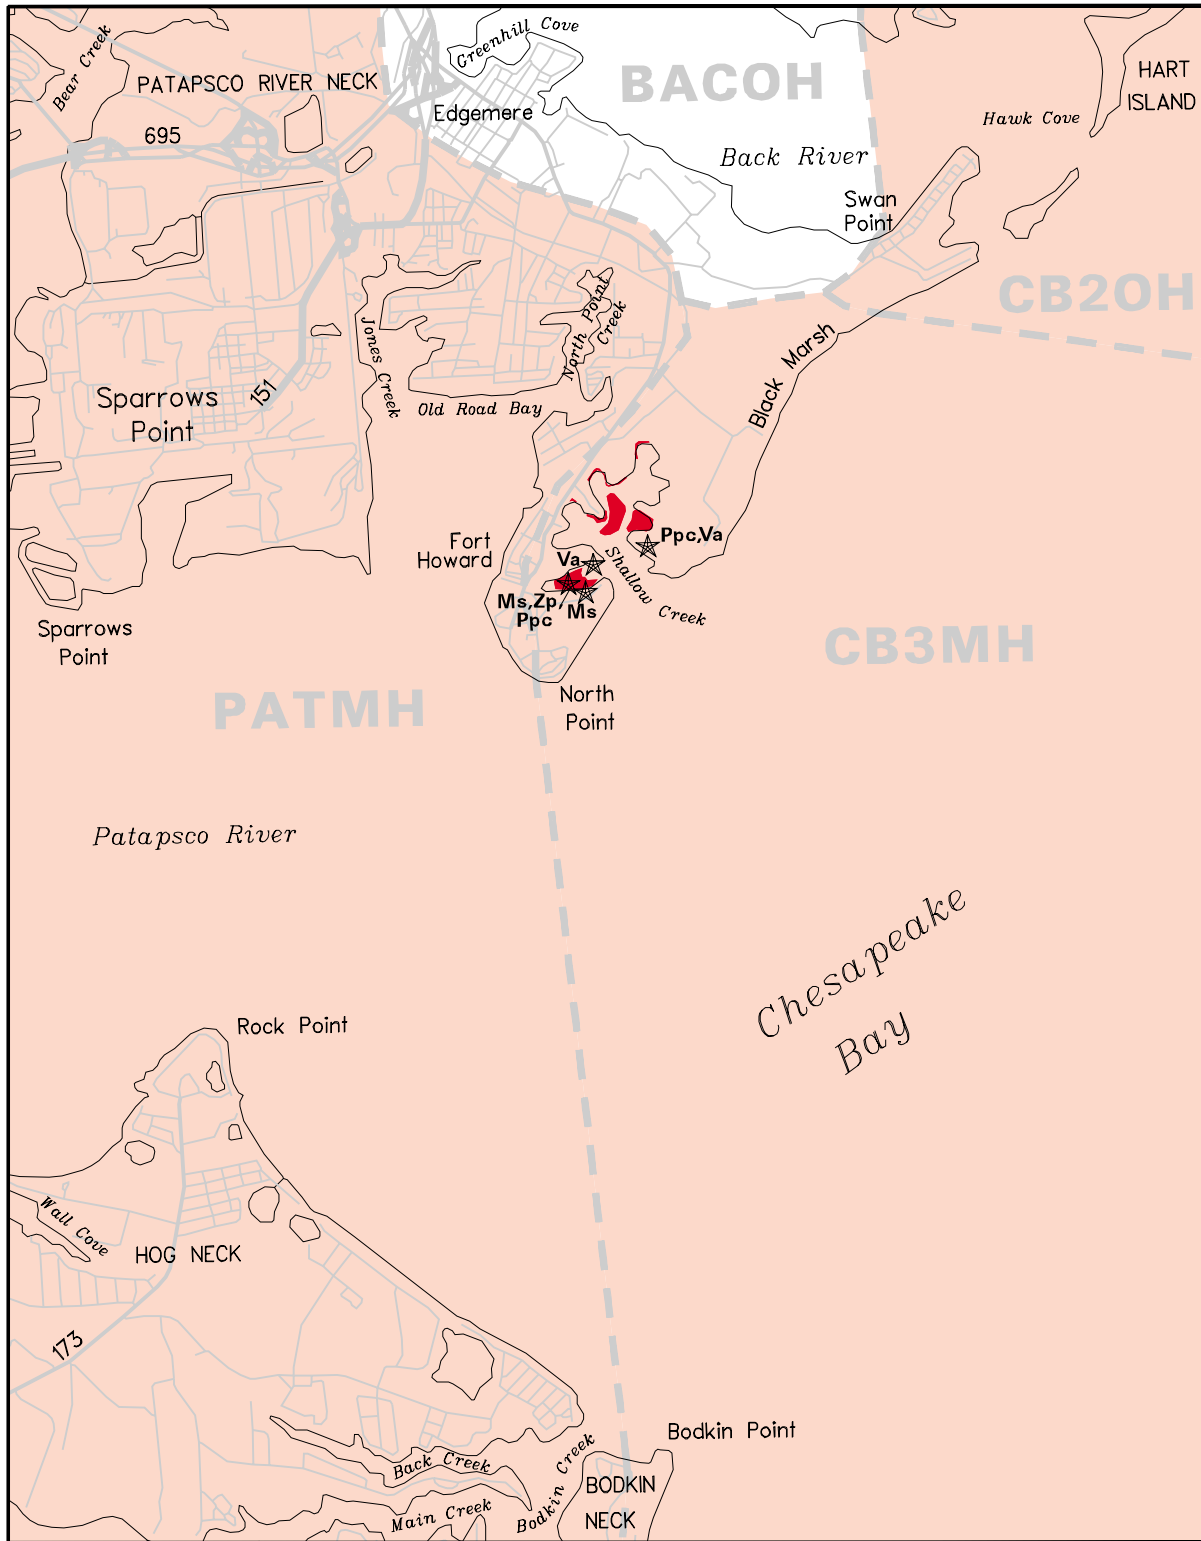 Greenhill Cove
BACOH
HART
ISLAND
Bear Creek
PATAPSCO RIVER NECK
Edgemere
Hawk Cove
695
Back River
Swan
Point
CB2OH
North Point
Creek
Jones Creek
Black Marsh
151
Sparrows
Point
Old Road Bay
Ppc,Va
Fort
Howard
Va
Shallow Creek
Ms,Zp,
Ppc
Ms
Sparrows
Point
CB3MH
North
Point
PATMH
Patapsco River
Chesapeake
Bay
Rock Point
Wall Cove
HOG NECK
173
Bodkin Point
Back Creek
Bodkin Creek
BODKIN
NECK
Main Creek